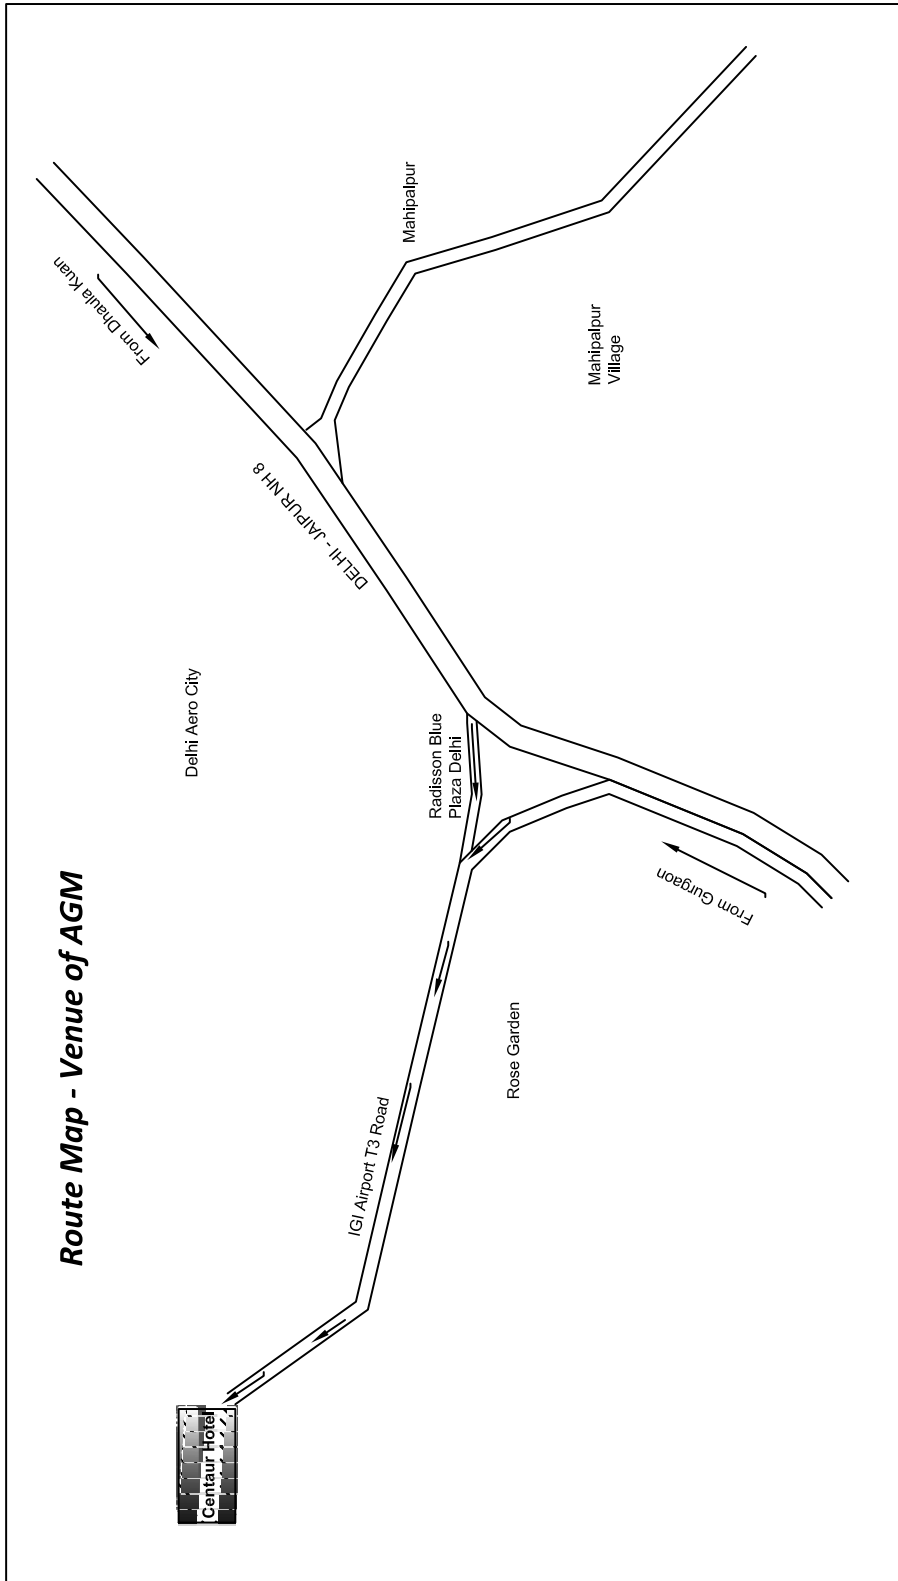 Route Map - Venue of AGM
Centaur Hotel
IGI Airport T3 Road
Delhi Aero City
Rose Garden
Radisson Blue
Plaza Delhi
From Gurgaon
DELHI - JAIPUR NH 8
From Dhaula Kuan
Mahipalpur
Mahipalpur
Village